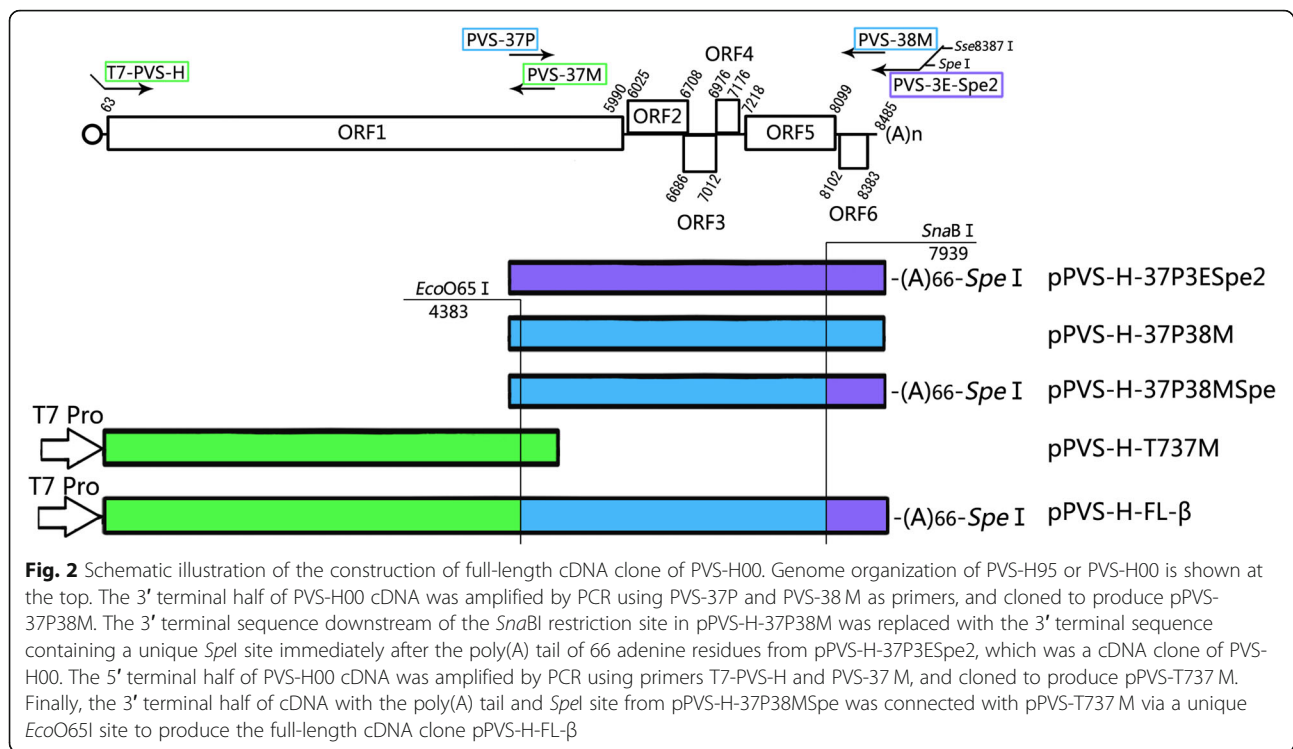 PVS-37P
ORF4
PVS-38M
Sse8387 I
T7-PVS-H
PVS-37M
Spe I
PVS-3E-Spe2
63
5990
6025
6708
6976
7176
7218
8099
8485
ORF1
ORF2
ORF5
(A)n
6686
7012
8102
8383
ORF3
ORF6
SnaB I
7939
EcoO65 I
4383
-(A)66-Spe I pPVS-H-37P3ESpe2
pPVS-H-37P38M
-(A)66-Spe I pPVS-H-37P38MSpe
T7 Pro
pPVS-H-T737M
T7 Pro
-(A)66-Spe I pPVS-H-FL-β
Fig. 2 Schematic illustration of the construction of full-length cDNA clone of PVS-H00. Genome organization of PVS-H95 or PVS-H00 is shown at
the top. The 3′ terminal half of PVS-H00 cDNA was amplified by PCR using PVS-37P and PVS-38 M as primers, and cloned to produce pPVS-
37P38M. The 3′ terminal sequence downstream of the SnaBI restriction site in pPVS-H-37P38M was replaced with the 3′ terminal sequence
containing a unique SpeI site immediately after the poly(A) tail of 66 adenine residues from pPVS-H-37P3ESpe2, which was a cDNA clone of PVS-
H00. The 5′ terminal half of PVS-H00 cDNA was amplified by PCR using primers T7-PVS-H and PVS-37 M, and cloned to produce pPVS-T737 M.
Finally, the 3′ terminal half of cDNA with the poly(A) tail and SpeI site from pPVS-H-37P38MSpe was connected with pPVS-T737 M via a unique
EcoO65I site to produce the full-length cDNA clone pPVS-H-FL-β